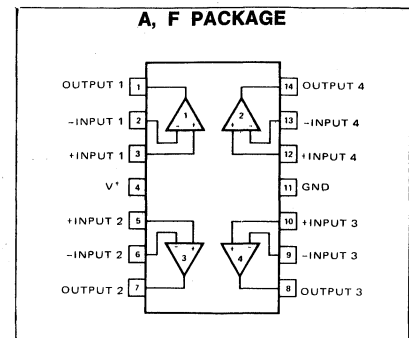 A, F PACKAGE
OUTPUT 1 1 14 OUTPUT 4
1 2
-INPUT 1 2 - + + - 13 -INPUT 4
+INPUT 1 3 12 +INPUT 4
V+ 4 11 GND
+INPUT 2 5 10 +INPUT 3
-INPUT 2 6 - + + - 9 -INPUT 3
3 4
OUTPUT 2 7 8 OUTPUT 3